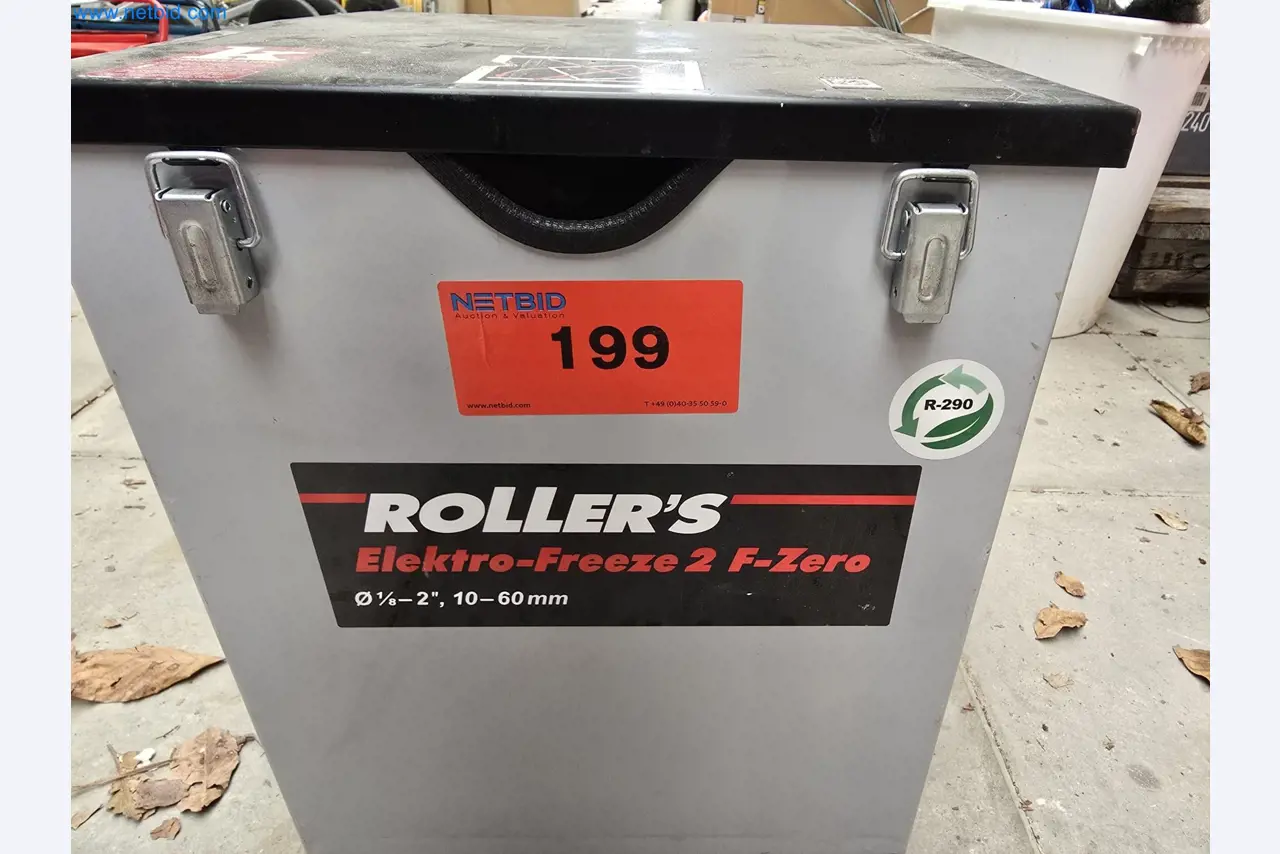 www.netbid.com
NETBID
Auction & Valuation
199
www.netbid.com
T +49 (0)40-35 50 59-0
R-290
ROLLER'S
Elektro-Freeze 2 F-Zero
Ø ⅛–2", 10–60 mm
240